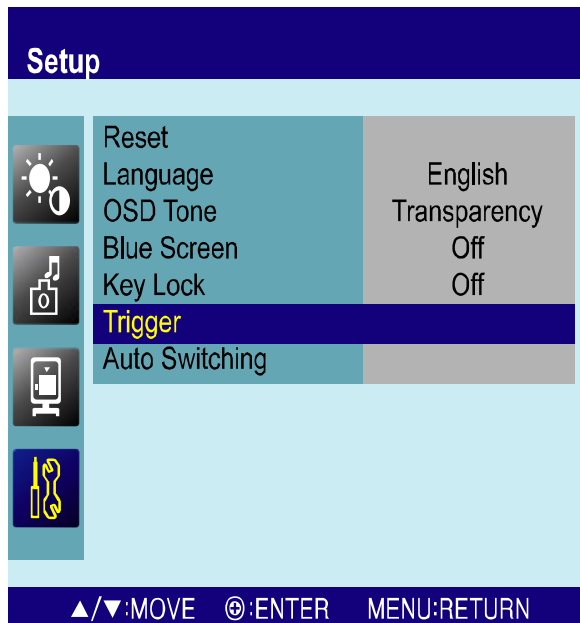 Setup
Reset
Language English
OSD Tone Transparency
Blue Screen Off
Key Lock Off
Trigger
Auto Switching
▲/▼:MOVE ⊕:ENTER MENU:RETURN